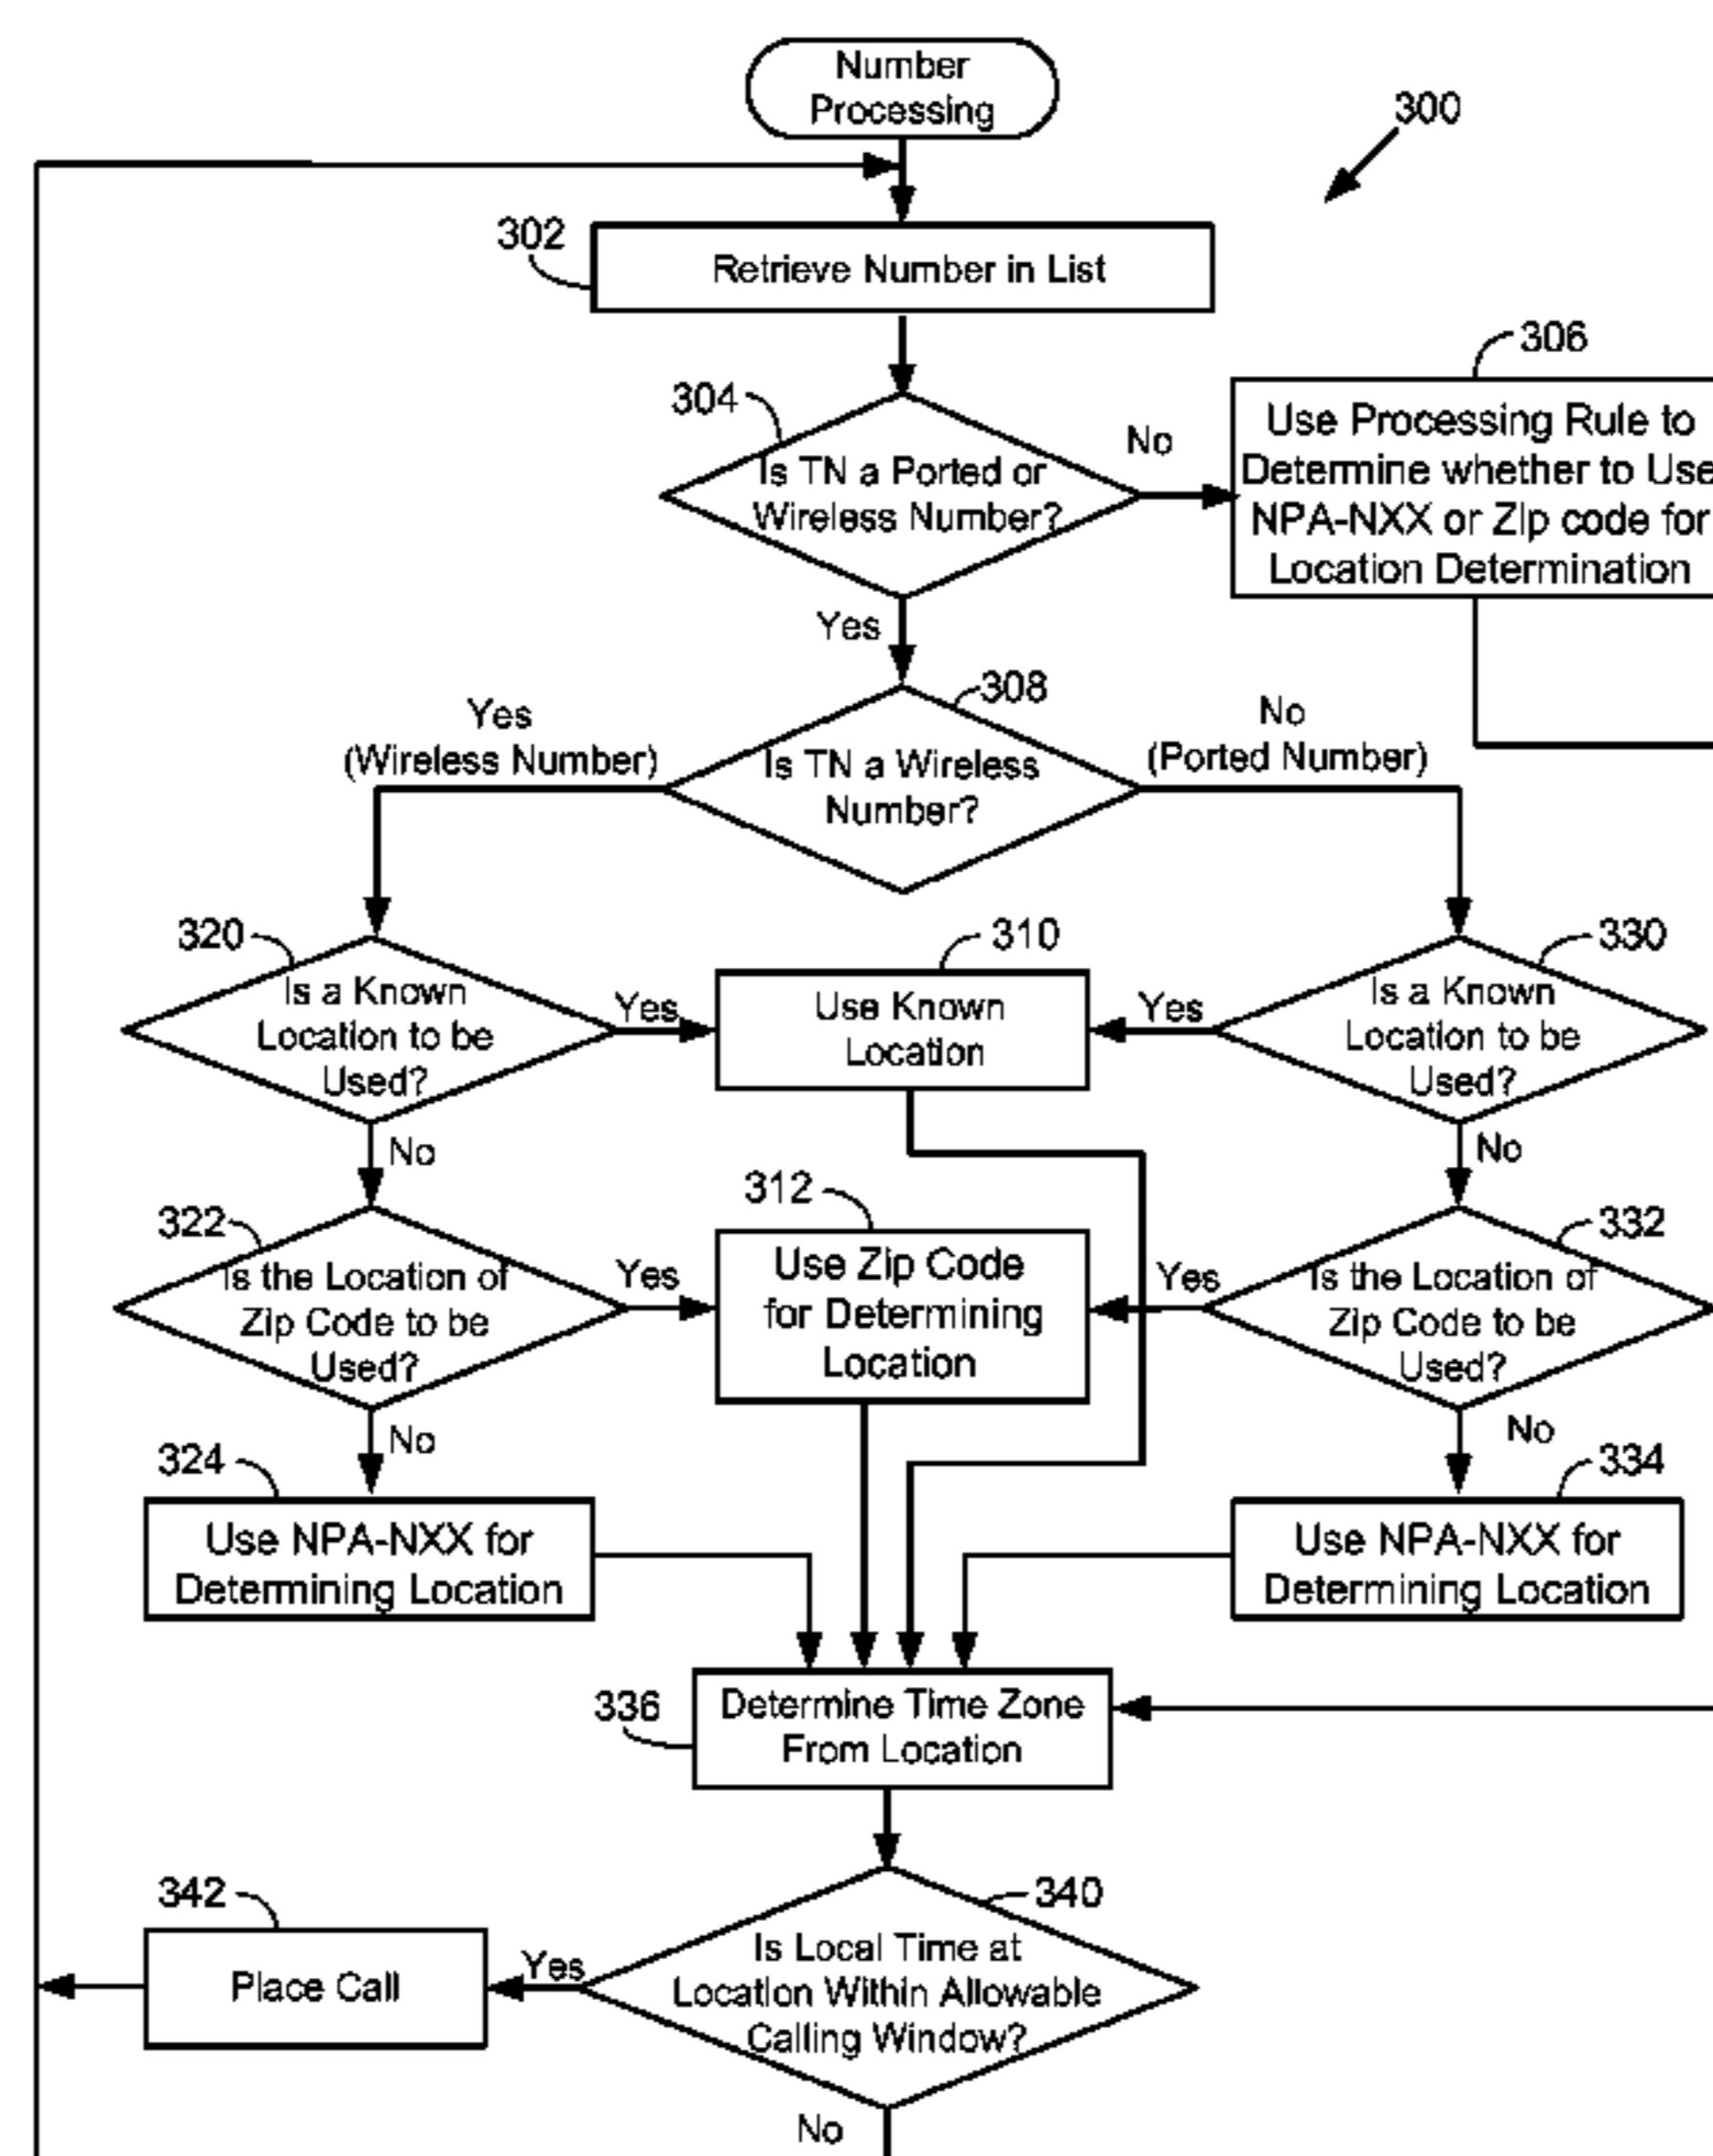 Number
Processing
300
302
Retrieve Number in List
304
Is TN a Ported or
Wireless Number?
No
306
Use Processing Rule to
Determine whether to Use
NPA-NXX or Zip code for
Location Determination
Yes
308
Is TN a Wireless
Number?
Yes
(Wireless Number)
No
(Ported Number)
320
Is a Known
Location to be
Used?
Yes
310
Use Known
Location
Yes
330
Is a Known
Location to be
Used?
No
No
322
Is the Location of
Zip Code to be
Used?
Yes
312
Use Zip Code
for Determining
Location
Yes
332
Is the Location of
Zip Code to be
Used?
No
No
324
Use NPA-NXX for
Determining Location
334
Use NPA-NXX for
Determining Location
336
Determine Time Zone
From Location
342
Place Call
Yes
340
Is Local Time at
Location Within Allowable
Calling Window?
No